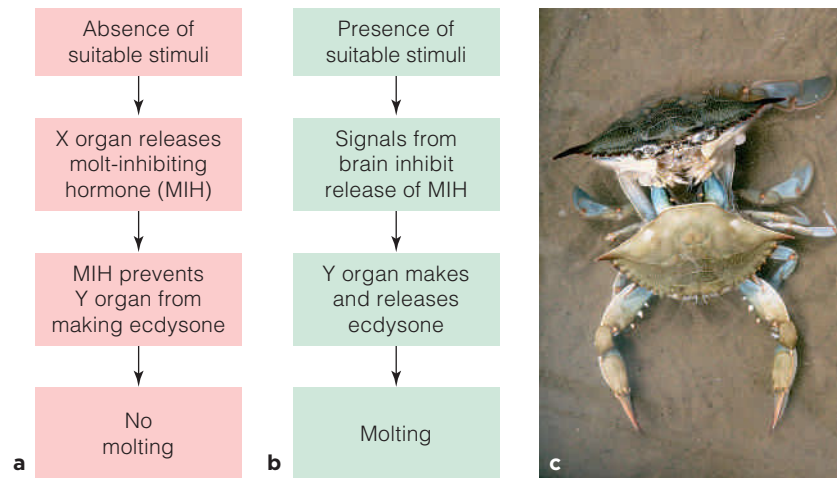 Absence of
suitable stimuli
X organ releases
molt-inhibiting
hormone (MIH)
MIH prevents
Y organ from
making ecdysone
No
molting
a
Presence of
suitable stimuli
Signals from
brain inhibit
release of MIH
Y organ makes
and releases
ecdysone
Molting
b
c